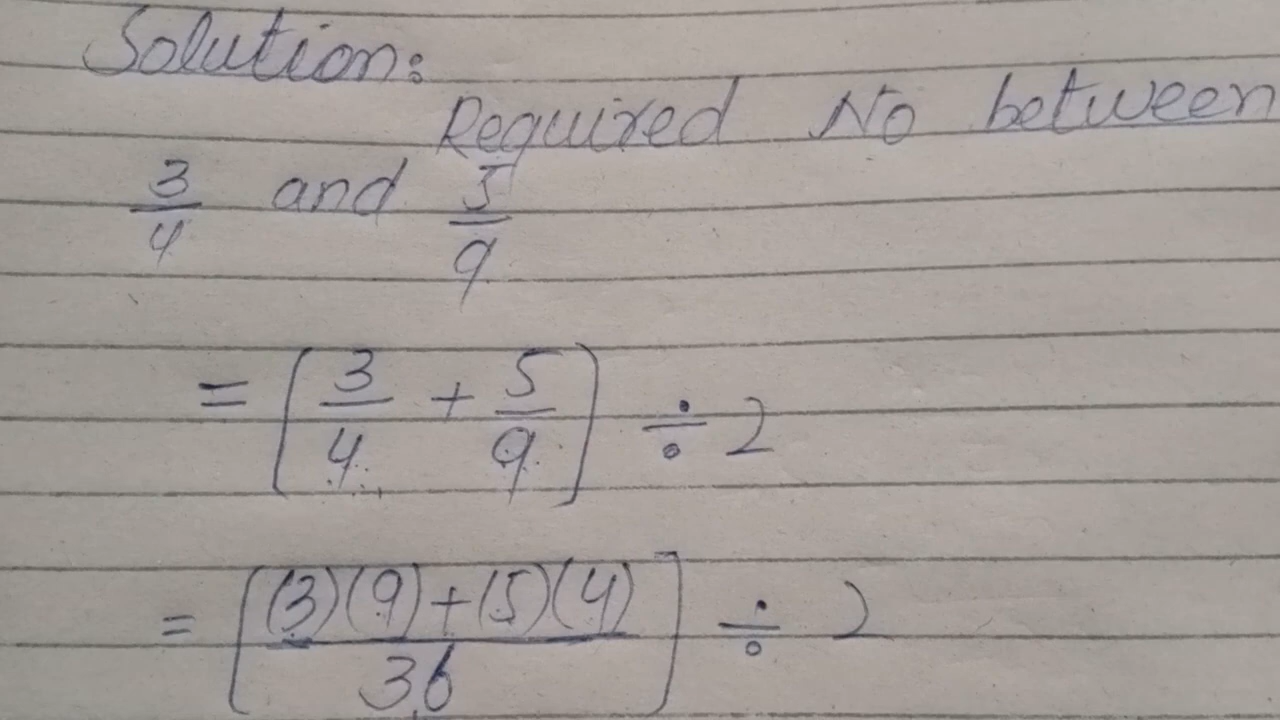 Solution:
Required No between
3/4 and 5/9
= [3/4 + 5/9] ÷ 2
= [(3)(9)+(5)(4)/36] ÷ 2